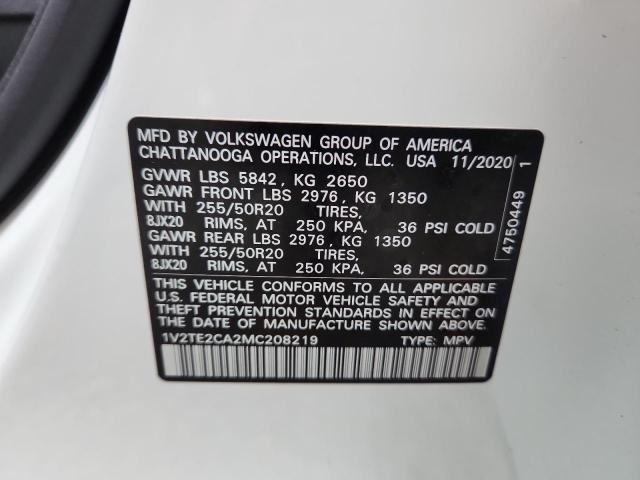 MFD BY VOLKSWAGEN GROUP OF AMERICA
CHATTANOOGA OPERATIONS, LLC. USA 11/2020
GVWR LBS 5842, KG 2650
GAWR FRONT LBS 2976, KG 1350
WITH 255/50R20 TIRES,
8JX20 RIMS, AT 250 KPA, 36 PSI COLD
GAWR REAR LBS 2976, KG 1350
WITH 255/50R20 TIRES,
8JX20 RIMS, AT 250 KPA, 36 PSI COLD
THIS VEHICLE CONFORMS TO ALL APPLICABLE
U.S. FEDERAL MOTOR VEHICLE SAFETY AND
THEFT PREVENTION STANDARDS IN EFFECT ON
THE DATE OF MANUFACTURE SHOWN ABOVE.
1V2TE2CA2MC208219 TYPE: MPV
4750449 1